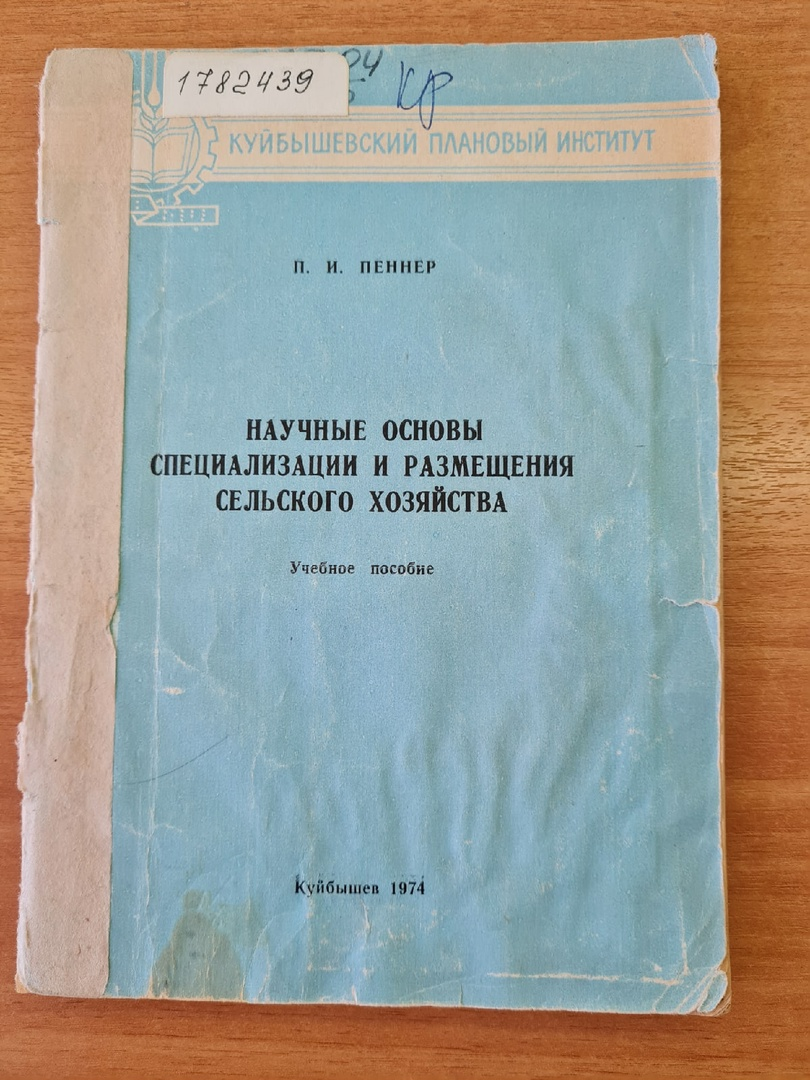 1782439
КР
КУЙБЫШЕВСКИЙ ПЛАНОВЫЙ ИНСТИТУТ
П. И. ПЕННЕР
НАУЧНЫЕ ОСНОВЫ
СПЕЦИАЛИЗАЦИИ И РАЗМЕЩЕНИЯ
СЕЛЬСКОГО ХОЗЯЙСТВА
Учебное пособие
Куйбышев 1974